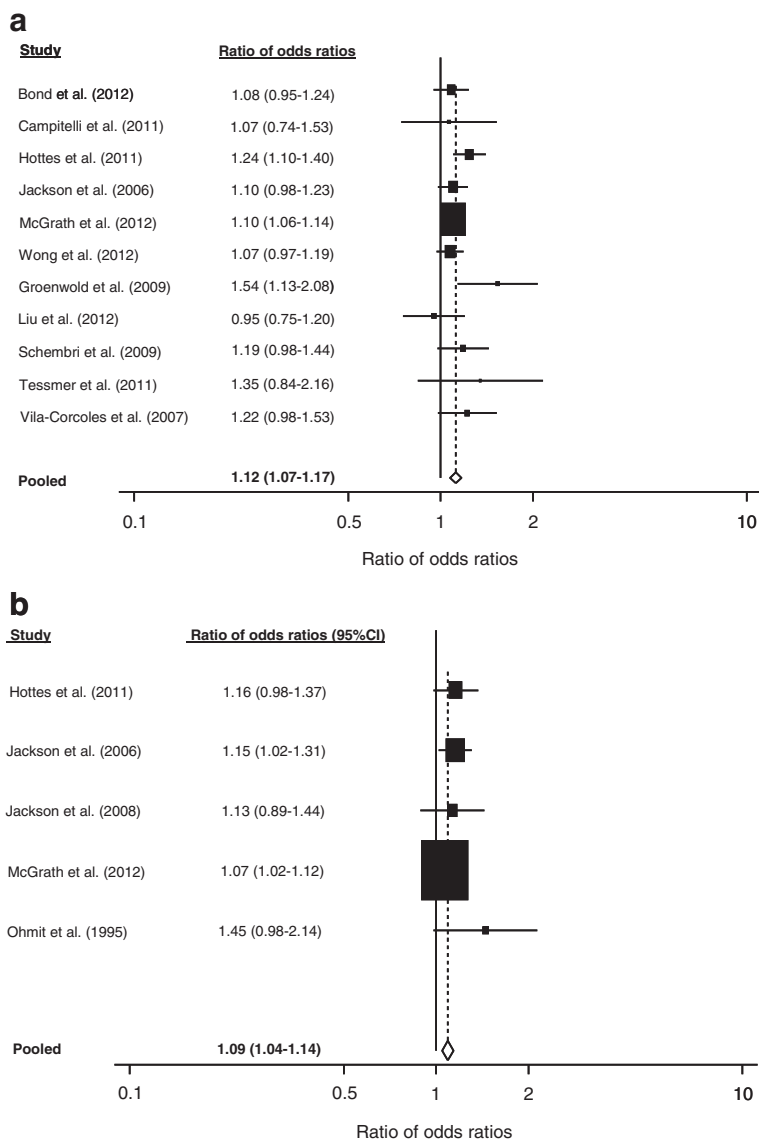 a
Study Ratio of odds ratios
Bond et al. (2012) 1.08 (0.95-1.24)
Campitelli et al. (2011) 1.07 (0.74-1.53)
Hottes et al. (2011) 1.24 (1.10-1.40)
Jackson et al. (2006) 1.10 (0.98-1.23)
McGrath et al. (2012) 1.10 (1.06-1.14)
Wong et al. (2012) 1.07 (0.97-1.19)
Groenwold et al. (2009) 1.54 (1.13-2.08)
Liu et al. (2012) 0.95 (0.75-1.20)
Schembri et al. (2009) 1.19 (0.98-1.44)
Tessmer et al. (2011) 1.35 (0.84-2.16)
Vila-Corcoles et al. (2007) 1.22 (0.98-1.53)
Pooled 1.12 (1.07-1.17)
0.1 0.5 1 2 10
Ratio of odds ratios
b
Study Ratio of odds ratios (95%CI)
Hottes et al. (2011) 1.16 (0.98-1.37)
Jackson et al. (2006) 1.15 (1.02-1.31)
Jackson et al. (2008) 1.13 (0.89-1.44)
McGrath et al. (2012) 1.07 (1.02-1.12)
Ohmit et al. (1995) 1.45 (0.98-2.14)
Pooled 1.09 (1.04-1.14)
0.1 0.5 1 2 10
Ratio of odds ratios